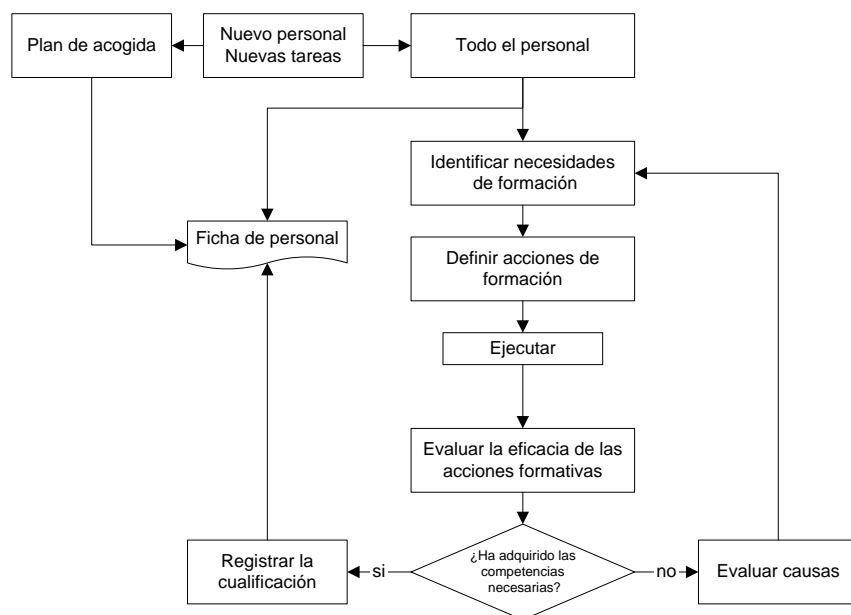 Plan de acogida
Nuevo personal
Nuevas tareas
Todo el personal
Identificar necesidades
de formación
Ficha de personal
Definir acciones de
formación
Ejecutar
Evaluar la eficacia de las
acciones formativas
Registrar la
cualificación
si
¿Ha adquirido las
competencias
necesarias?
no
Evaluar causas